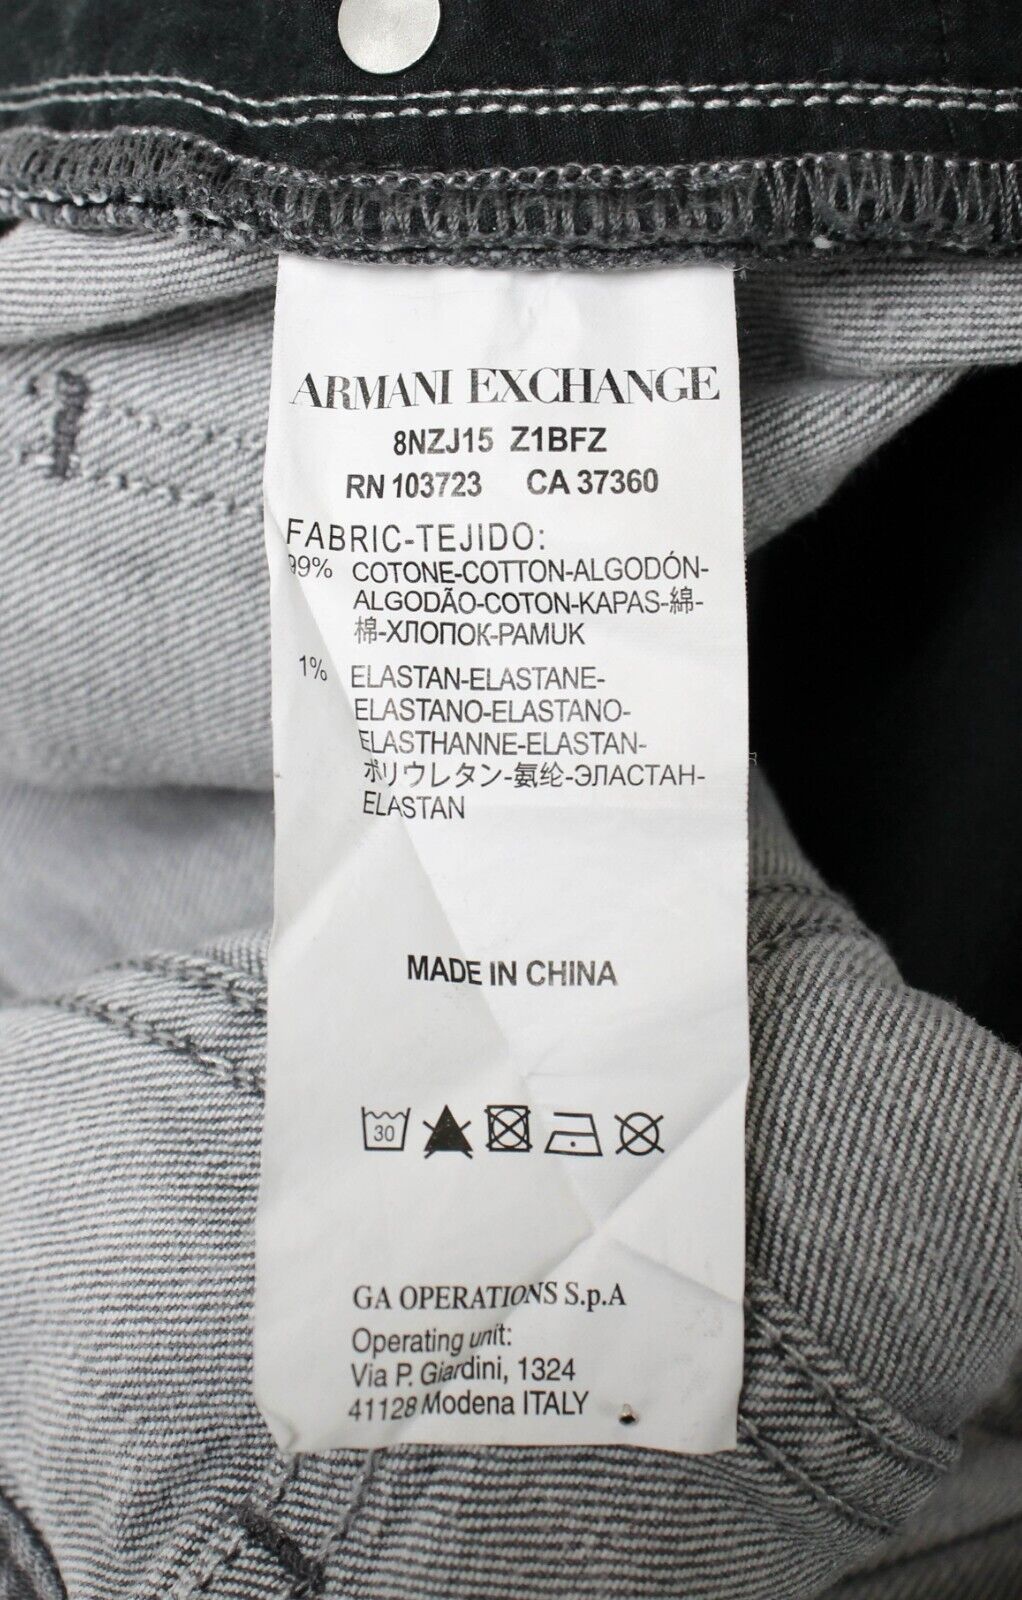 ARMANI EXCHANGE
8NZJ15 Z1BFZ
RN 103723 CA 37360
FABRIC-TEJIDO:
99% COTONE-COTTON-ALGODÓN-
ALGODÃO-COTON-KAPAS-綿-
棉-ХЛОПОК-PAMUK
1% ELASTAN-ELASTANE-
ELASTANO-ELASTANO-
ELASTHANNE-ELASTAN-
ポリウレタン-氨纶-ЭЛАСТАН-
ELASTAN
MADE IN CHINA
30
GA OPERATIONS S.p.A
Operating unit:
Via P. Giardini, 1324
41128 Modena ITALY